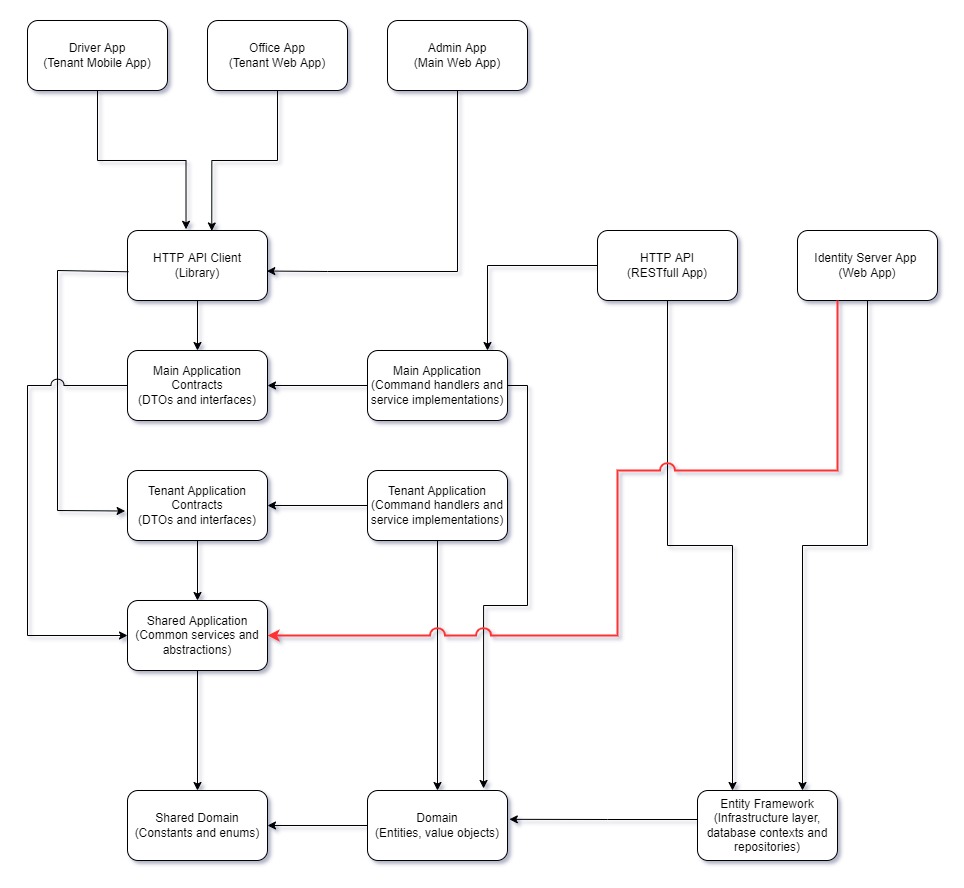 Driver App
(Tenant Mobile App)
Office App
(Tenant Web App)
Admin App
(Main Web App)
HTTP API Client
(Library)
HTTP API
(RESTfull App)
Identity Server App
(Web App)
Main Application
Contracts
(DTOs and interfaces)
Main Application
(Command handlers and
service implementations)
Tenant Application
Contracts
(DTOs and interfaces)
Tenant Application
(Command handlers and
service implementations)
Shared Application
(Common services and
abstractions)
Shared Domain
(Constants and enums)
Domain
(Entities, value objects)
Entity Framework
(Infrastructure layer,
database contexts and
repositories)